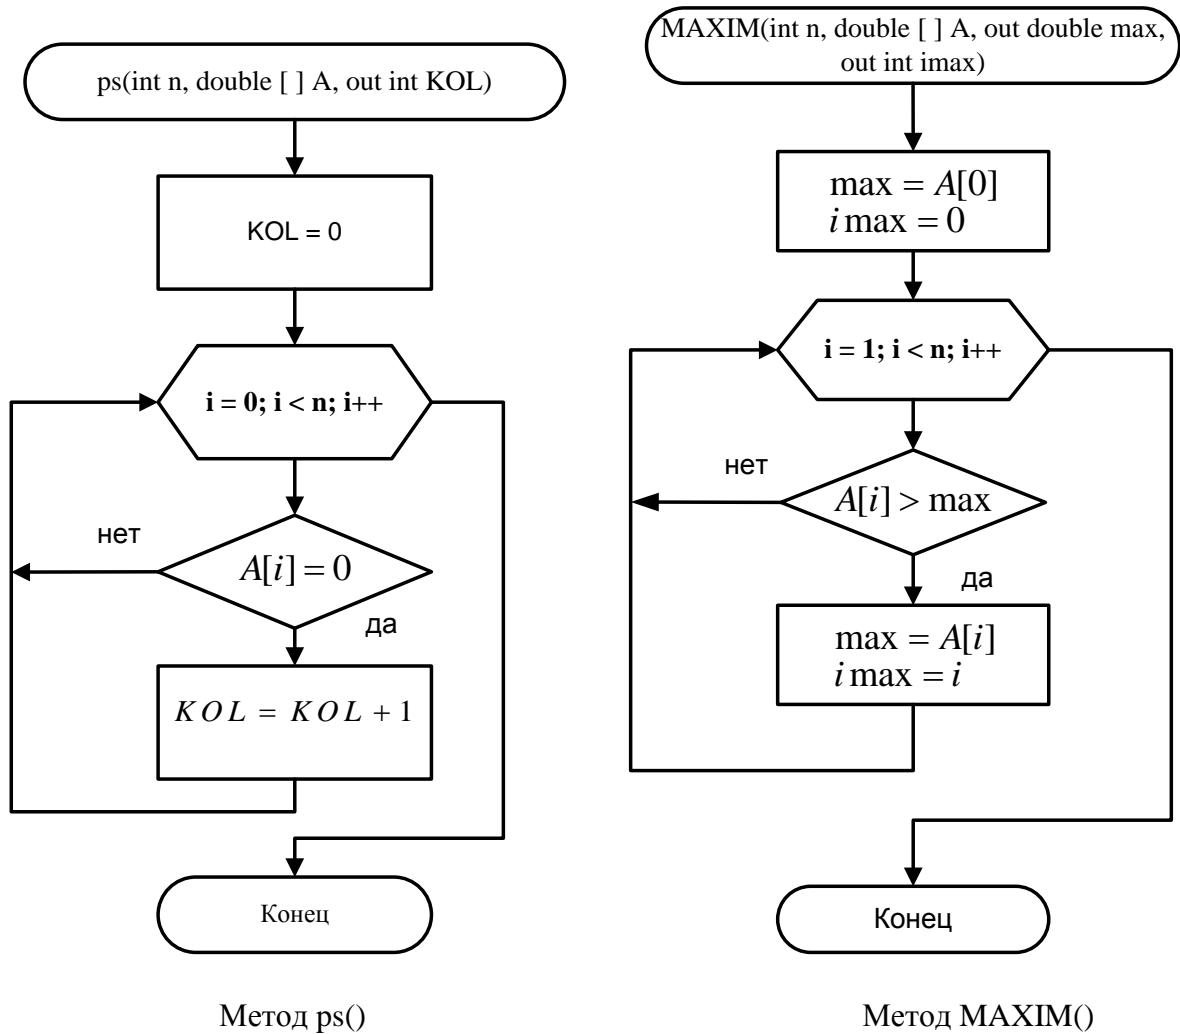 ps(int n, double [ ] A, out int KOL)
KOL = 0
i = 0; i < n; i++
нет
A[i] = 0
да
KOL = KOL + 1
Конец
Метод ps()
MAXIM(int n, double [ ] A, out double max,
out int imax)
max = A[0]
i max = 0
i = 1; i < n; i++
нет
A[i] > max
да
max = A[i]
i max = i
Конец
Метод MAXIM()